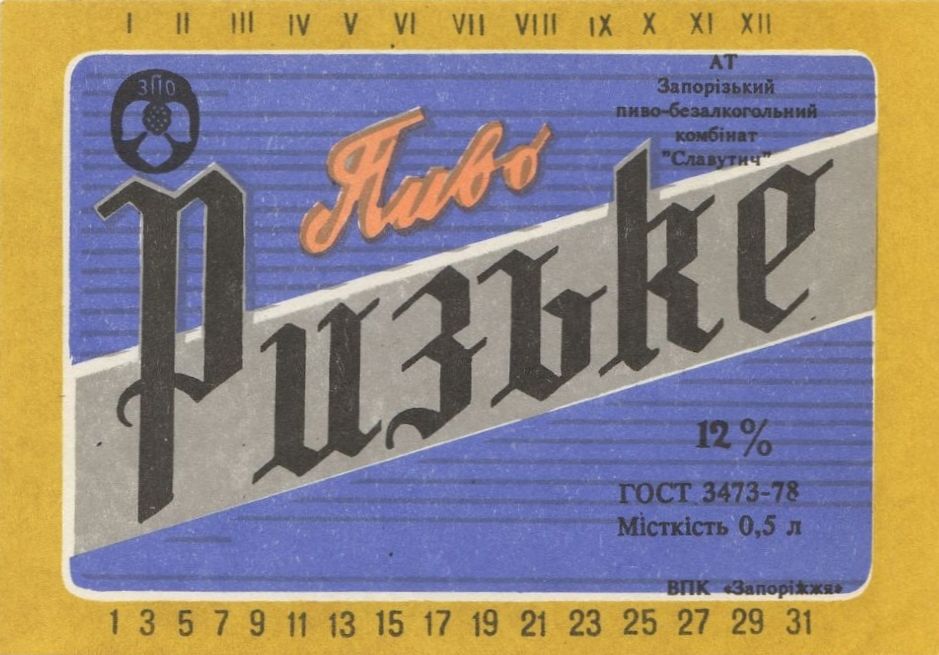 I II III IV V VI VII VIII IX X XI XII
ЗПО
АТ
Запорізький
пиво-безалкогольний
комбінат
"Славутич"
Пиво
Ризьке
12%
ГОСТ 3473-78
Місткість 0,5 л
ВПК «Запоріжжя»
1 3 5 7 9 11 13 15 17 19 21 23 25 27 29 31